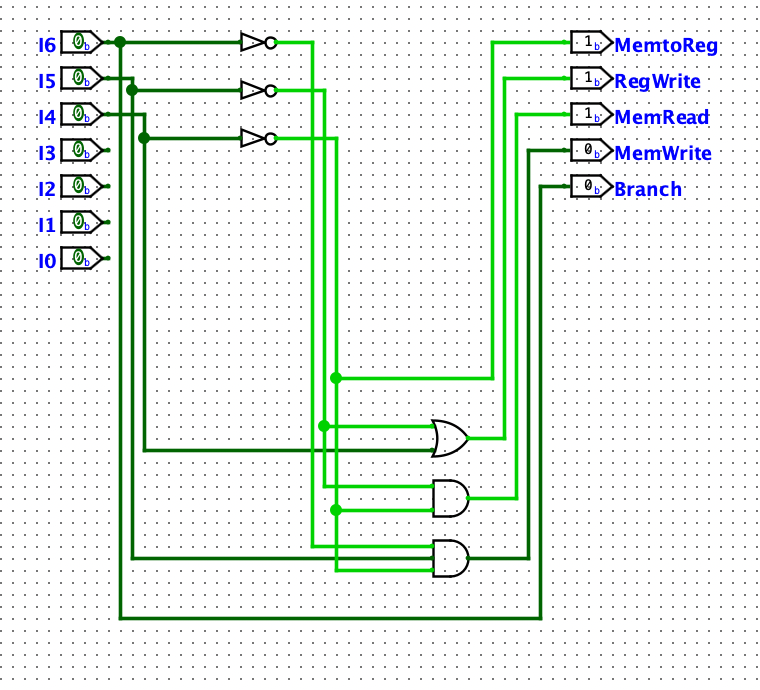 I6 0b 1b MemtoReg
I5 0b 1b RegWrite
I4 0b 1b MemRead
I3 0b 0b MemWrite
I2 0b 0b Branch
I1 0b
I0 0b